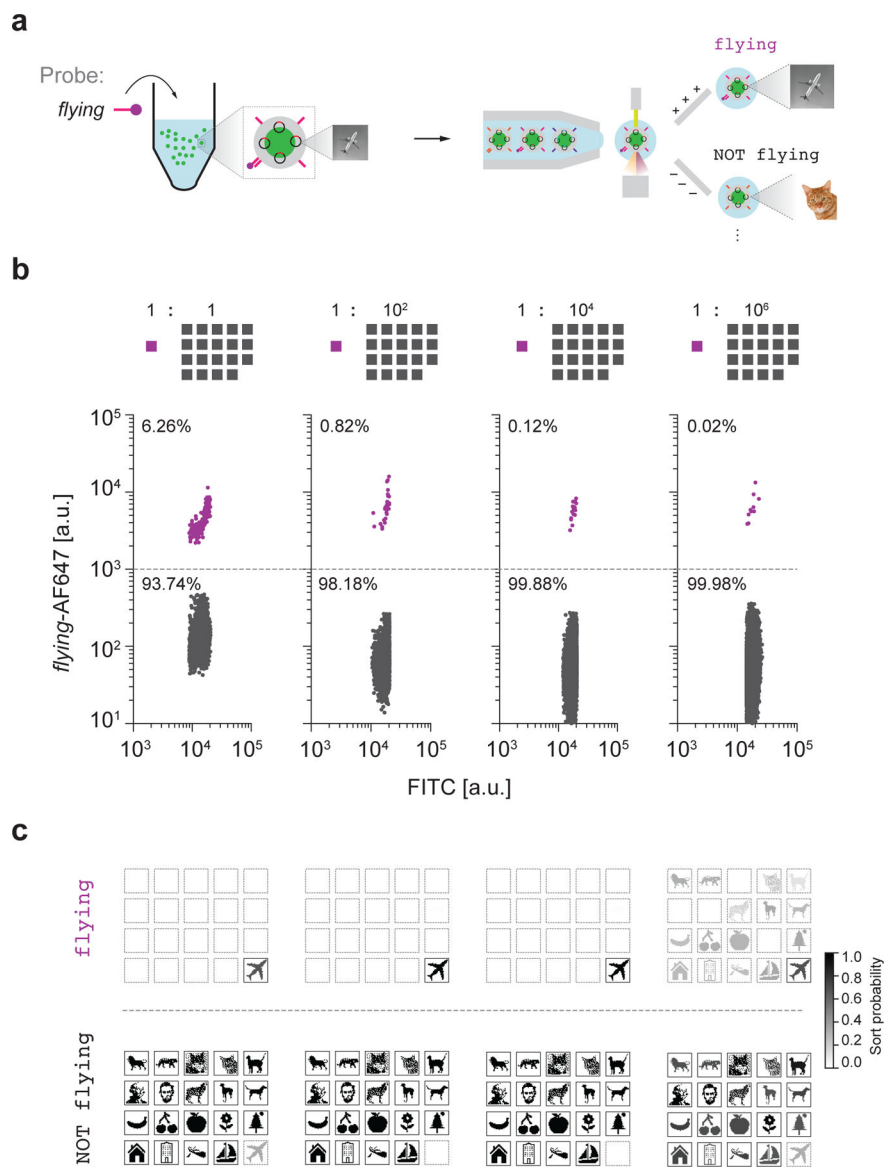 a
Probe:
flying
flying
+ + +
NOT flying
− − −
...
b
1 : 1
1 : 10²
1 : 10⁴
1 : 10⁶
flying-AF647 [a.u.]
10⁵
10⁴
10³
10²
10¹
6.26%
0.82%
0.12%
0.02%
93.74%
98.18%
99.88%
99.98%
10³ 10⁴ 10⁵
10³ 10⁴ 10⁵
10³ 10⁴ 10⁵
10³ 10⁴ 10⁵
FITC [a.u.]
c
flying
NOT flying
1.0
0.8
0.6
0.4
0.2
0.0
Sort probability